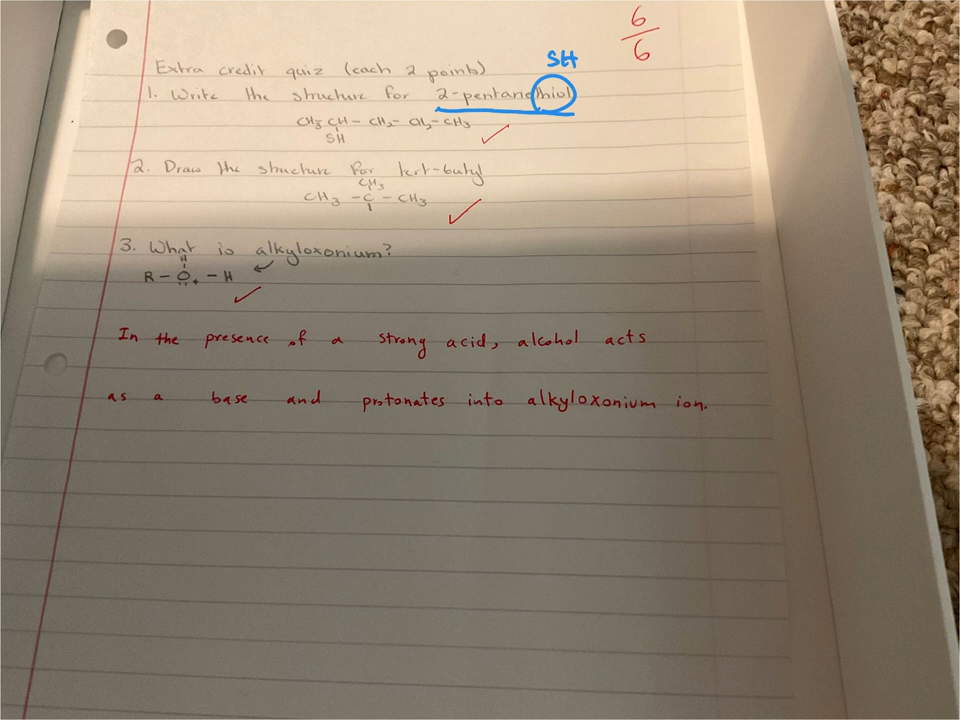 6
6
SH
Extra credit quiz (each 2 points)
1. Write the structure for 2-pentanethiol
CH3 CH - CH2 - CH2 - CH3
SH
2. Draw the structure for tert-butyl
CH3
CH3 - C - CH3
3. What is alkyloxonium?
H
R - O+ - H
In the presence of a strong acid, alcohol acts
as a base and protonates into alkyloxonium ion.